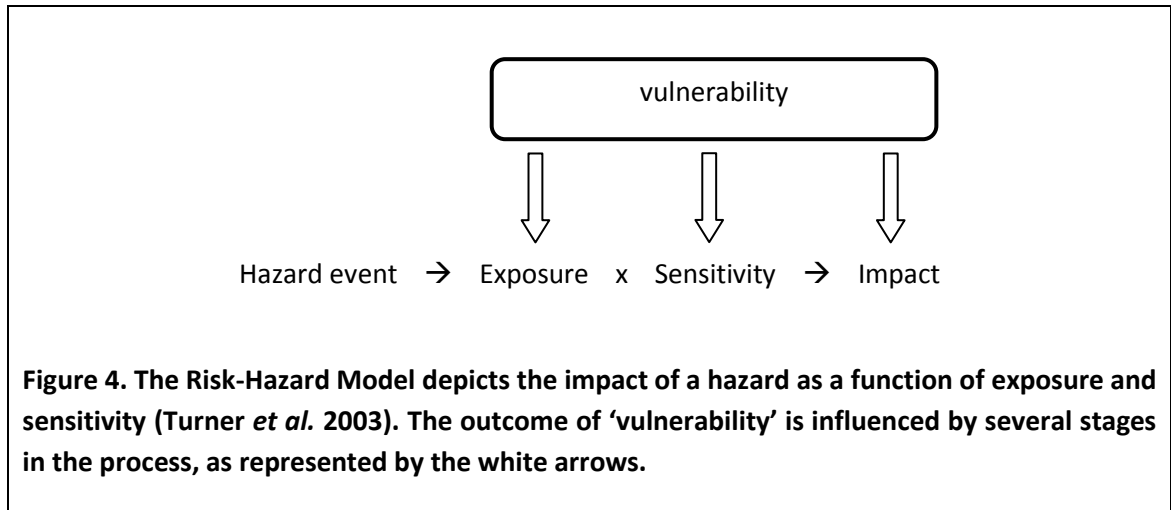 vulnerability
Hazard event → Exposure x Sensitivity → Impact
Figure 4. The Risk-Hazard Model depicts the impact of a hazard as a function of exposure and
sensitivity (Turner et al. 2003). The outcome of ‘vulnerability’ is influenced by several stages
in the process, as represented by the white arrows.